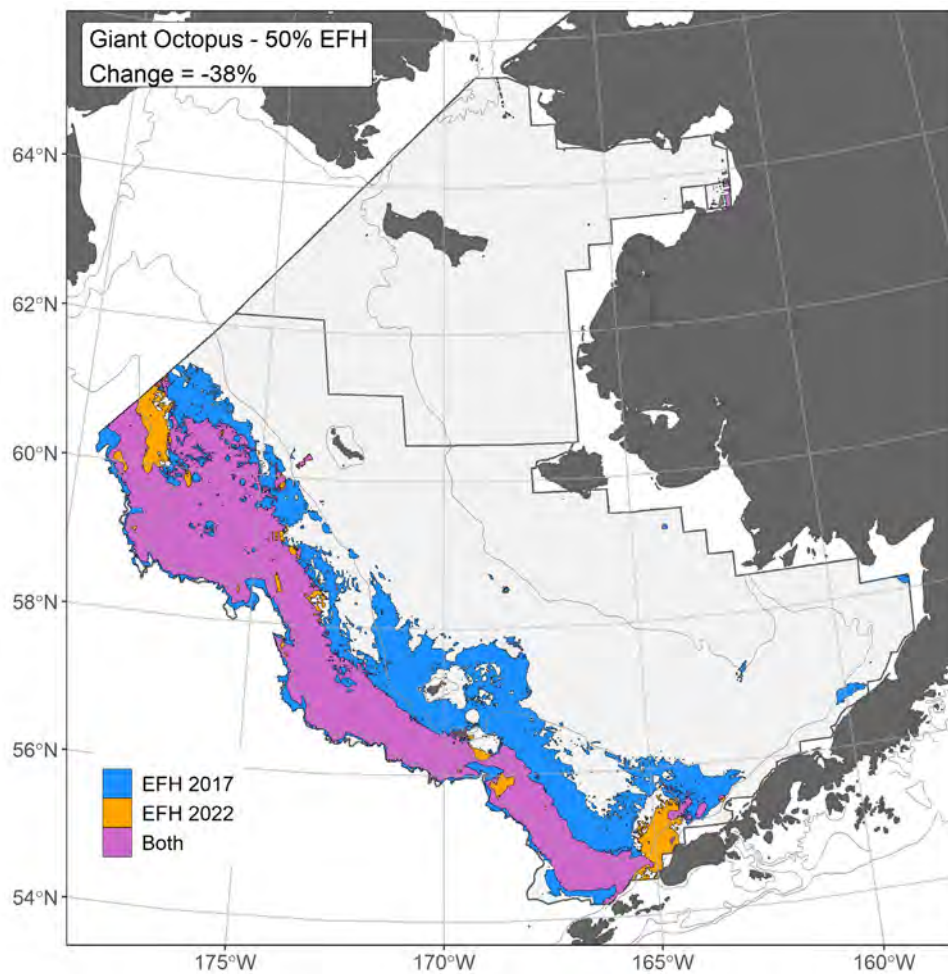 Giant Octopus - 50% EFH
Change = -38%
64°N
62°N
60°N
58°N
56°N
54°N
EFH 2017
EFH 2022
Both
175°W
170°W
165°W
160°W